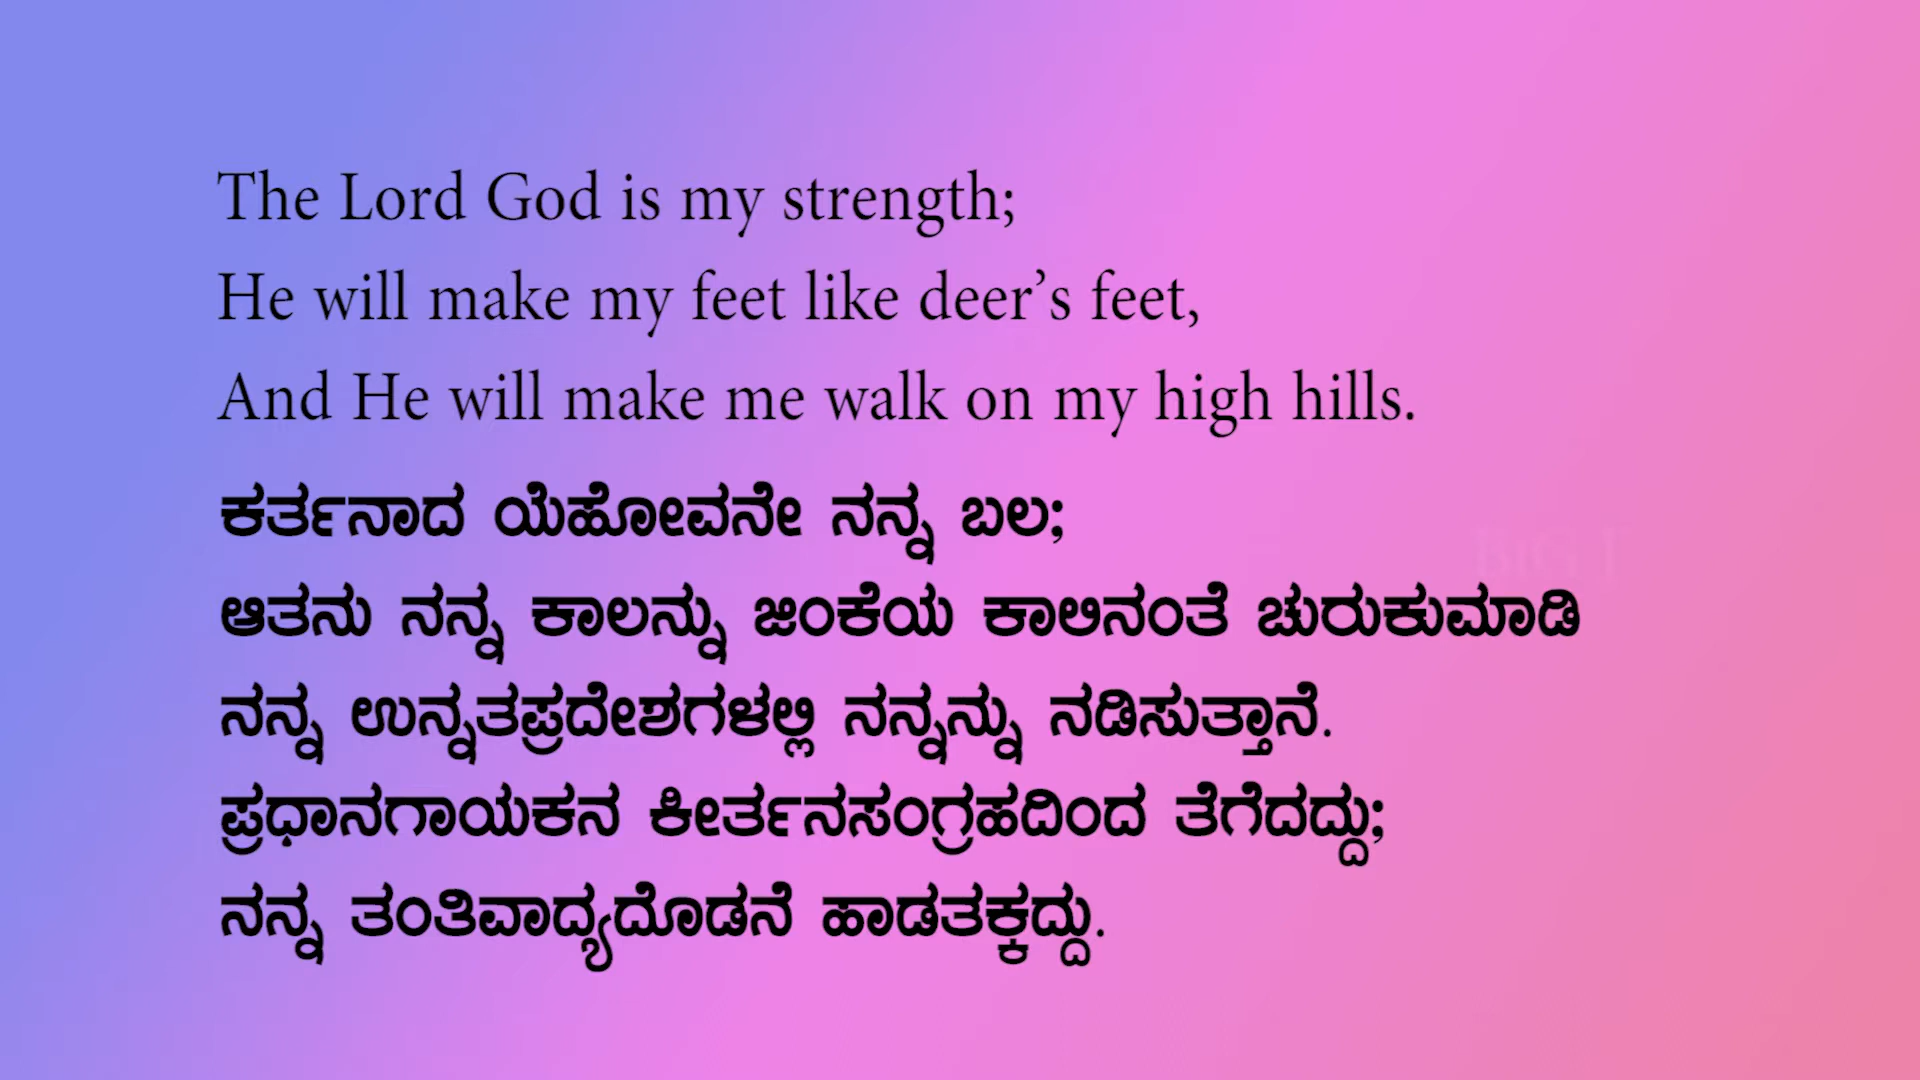 The Lord God is my strength;
He will make my feet like deer’s feet,
And He will make me walk on my high hills.
ಕರ್ತನಾದ ಯೆಹೋವನೇ ನನ್ನ ಬಲ;
ಆತನು ನನ್ನ ಕಾಲನ್ನು ಜಿಂಕೆಯ ಕಾಲಿನಂತೆ ಚುರುಕುಮಾಡಿ
ನನ್ನ ಉನ್ನತಪ್ರದೇಶಗಳಲ್ಲಿ ನನ್ನನ್ನು ನಡಿಸುತ್ತಾನೆ.
ಪ್ರಧಾನಗಾಯಕನ ಕೀರ್ತನಸಂಗ್ರಹದಿಂದ ತೆಗೆದದ್ದು;
ನನ್ನ ತಂತಿವಾದ್ಯದೊಡನೆ ಹಾಡತಕ್ಕದ್ದು.